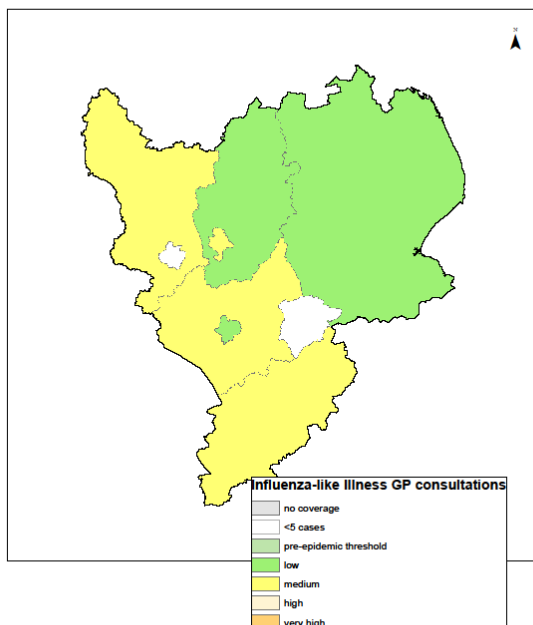 Influenza-like Illness GP consultations
no coverage
<5 cases
pre-epidemic threshold
low
medium
high
very high